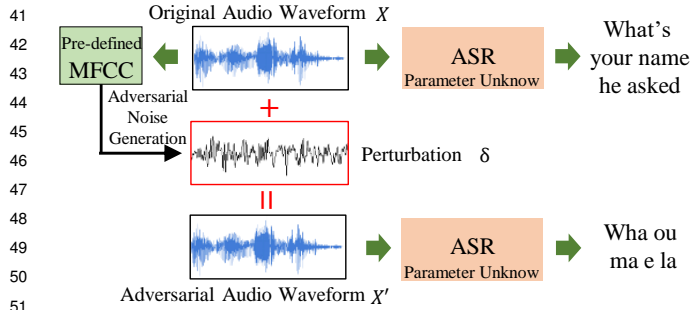 41
42
43
44
45
46
47
48
49
50
51
Original Audio Waveform X
Pre-defined
MFCC
ASR
Parameter Unknow
What's
your name
he asked
+
Adversarial
Noise
Generation
Perturbation δ
=
ASR
Parameter Unknow
Wha ou
ma e la
Adversarial Audio Waveform X′